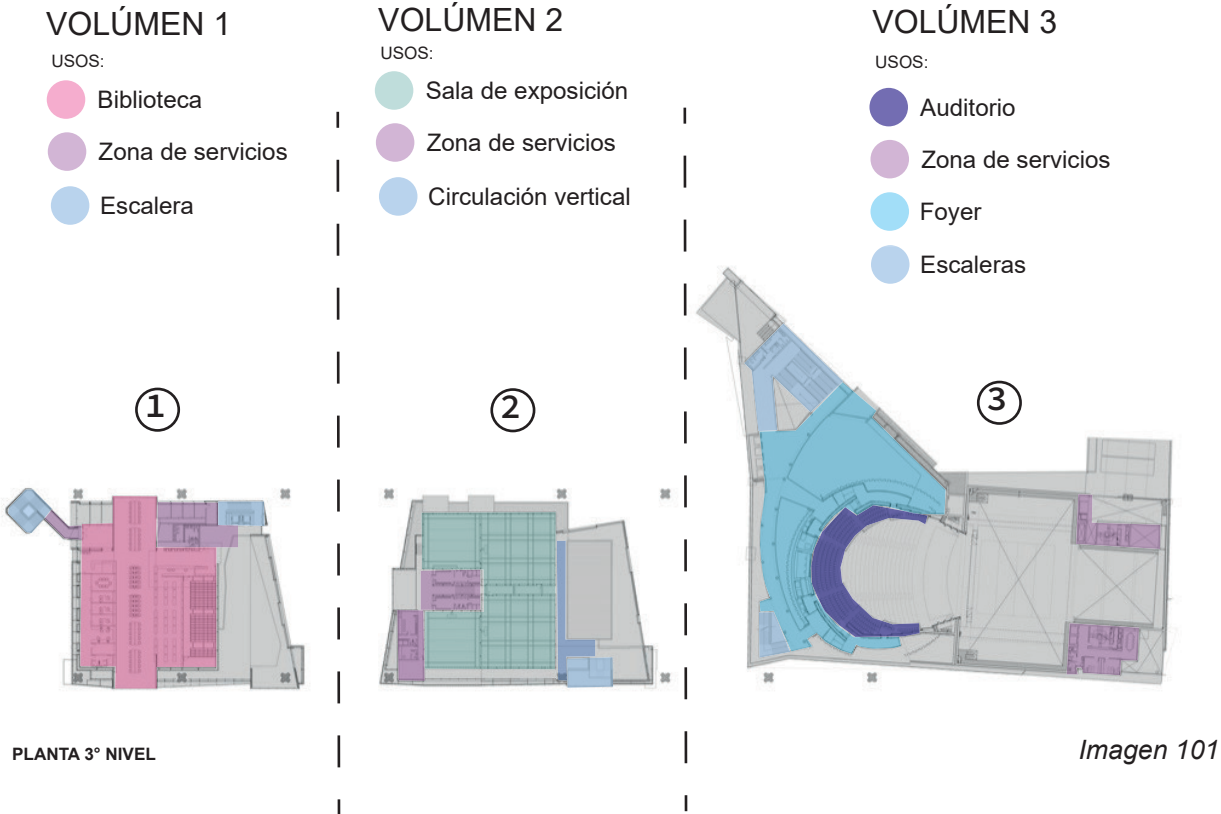 VOLÚMEN 1
USOS:
Biblioteca
Zona de servicios
Escalera
VOLÚMEN 2
USOS:
Sala de exposición
Zona de servicios
Circulación vertical
VOLÚMEN 3
USOS:
Auditorio
Zona de servicios
Foyer
Escaleras
1
2
3
PLANTA 3° NIVEL
Imagen 101